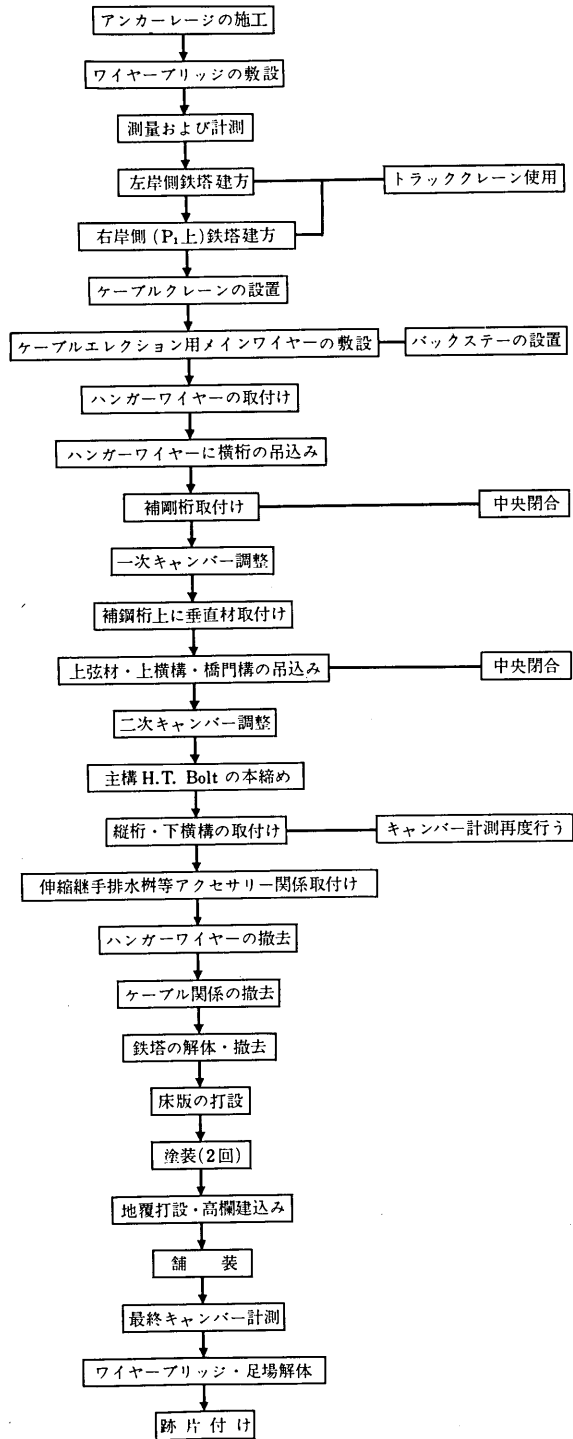 アンカーレージの施工
ワイヤーブリッジの敷設
測量および計測
左岸側鉄塔建方
トラッククレーン使用
右岸側(P₁上)鉄塔建方
ケーブルクレーンの設置
ケーブルエレクション用メインワイヤーの敷設
バックステーの設置
ハンガーワイヤーの取付け
ハンガーワイヤーに横桁の吊込み
補剛桁取付け
中央閉合
一次キャンバー調整
補鋼桁上に垂直材取付け
上弦材・上横構・橋門構の吊込み
中央閉合
二次キャンバー調整
主構H.T. Boltの本締め
縦桁・下横構の取付け
キャンバー計測再度行う
伸縮継手排水桝等アクセサリー関係取付け
ハンガーワイヤーの撤去
ケーブル関係の撤去
鉄塔の解体・撤去
床版の打設
塗装(2回)
地覆打設・高欄建込み
舗 装
最終キャンバー計測
ワイヤーブリッジ・足場解体
跡片付け